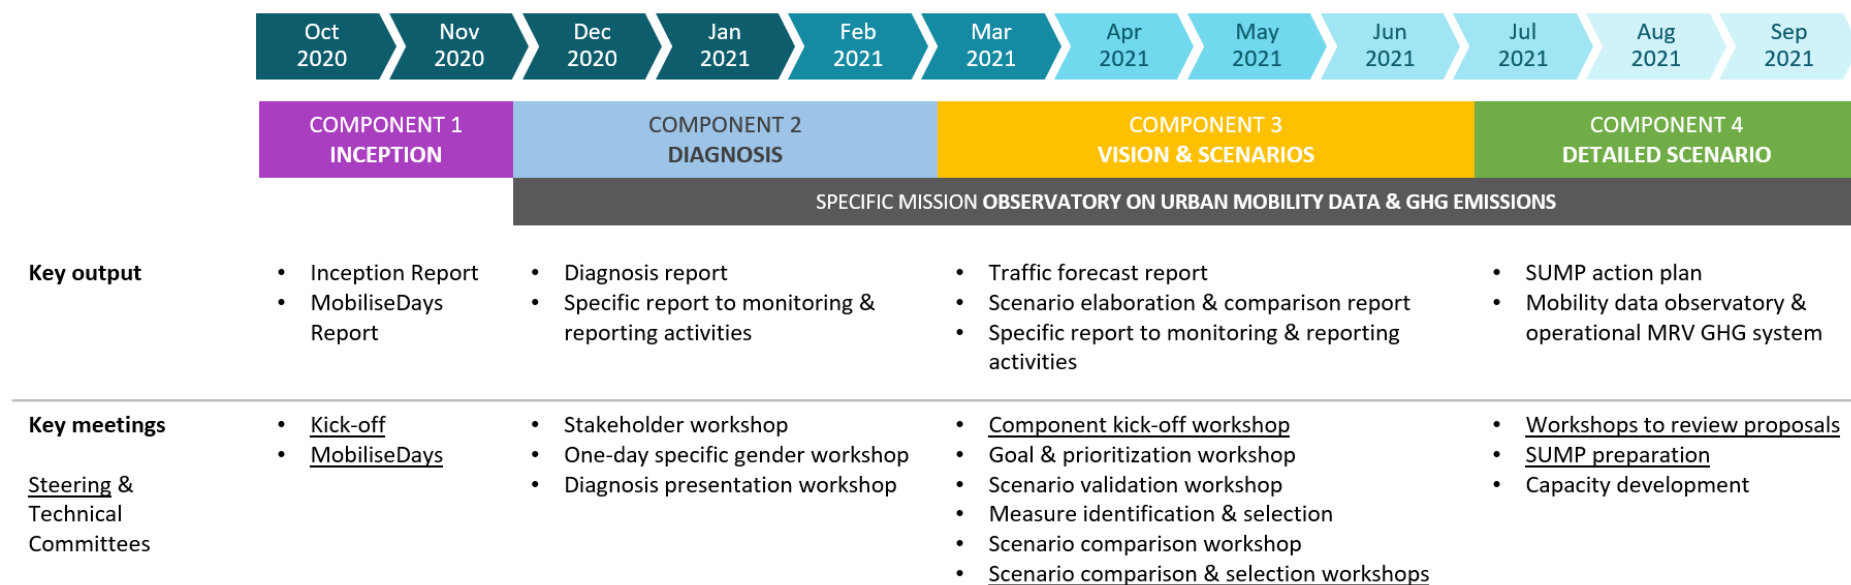 Oct
2020
Nov
2020
Dec
2020
Jan
2021
Feb
2021
Mar
2021
Apr
2021
May
2021
Jun
2021
Jul
2021
Aug
2021
Sep
2021
COMPONENT 1
INCEPTION
COMPONENT 2
DIAGNOSIS
COMPONENT 3
VISION & SCENARIOS
COMPONENT 4
DETAILED SCENARIO
SPECIFIC MISSION OBSERVATORY ON URBAN MOBILITY DATA & GHG EMISSIONS
Key output
• Inception Report
• MobiliseDays
Report
• Diagnosis report
• Specific report to monitoring &
reporting activities
• Traffic forecast report
• Scenario elaboration & comparison report
• Specific report to monitoring & reporting
activities
• SUMP action plan
• Mobility data observatory &
operational MRV GHG system
Key meetings
Steering &
Technical
Committees
• Kick-off
• MobiliseDays
• Stakeholder workshop
• One-day specific gender workshop
• Diagnosis presentation workshop
• Component kick-off workshop
• Goal & prioritization workshop
• Scenario validation workshop
• Measure identification & selection
• Scenario comparison workshop
• Scenario comparison & selection workshops
• Workshops to review proposals
• SUMP preparation
• Capacity development